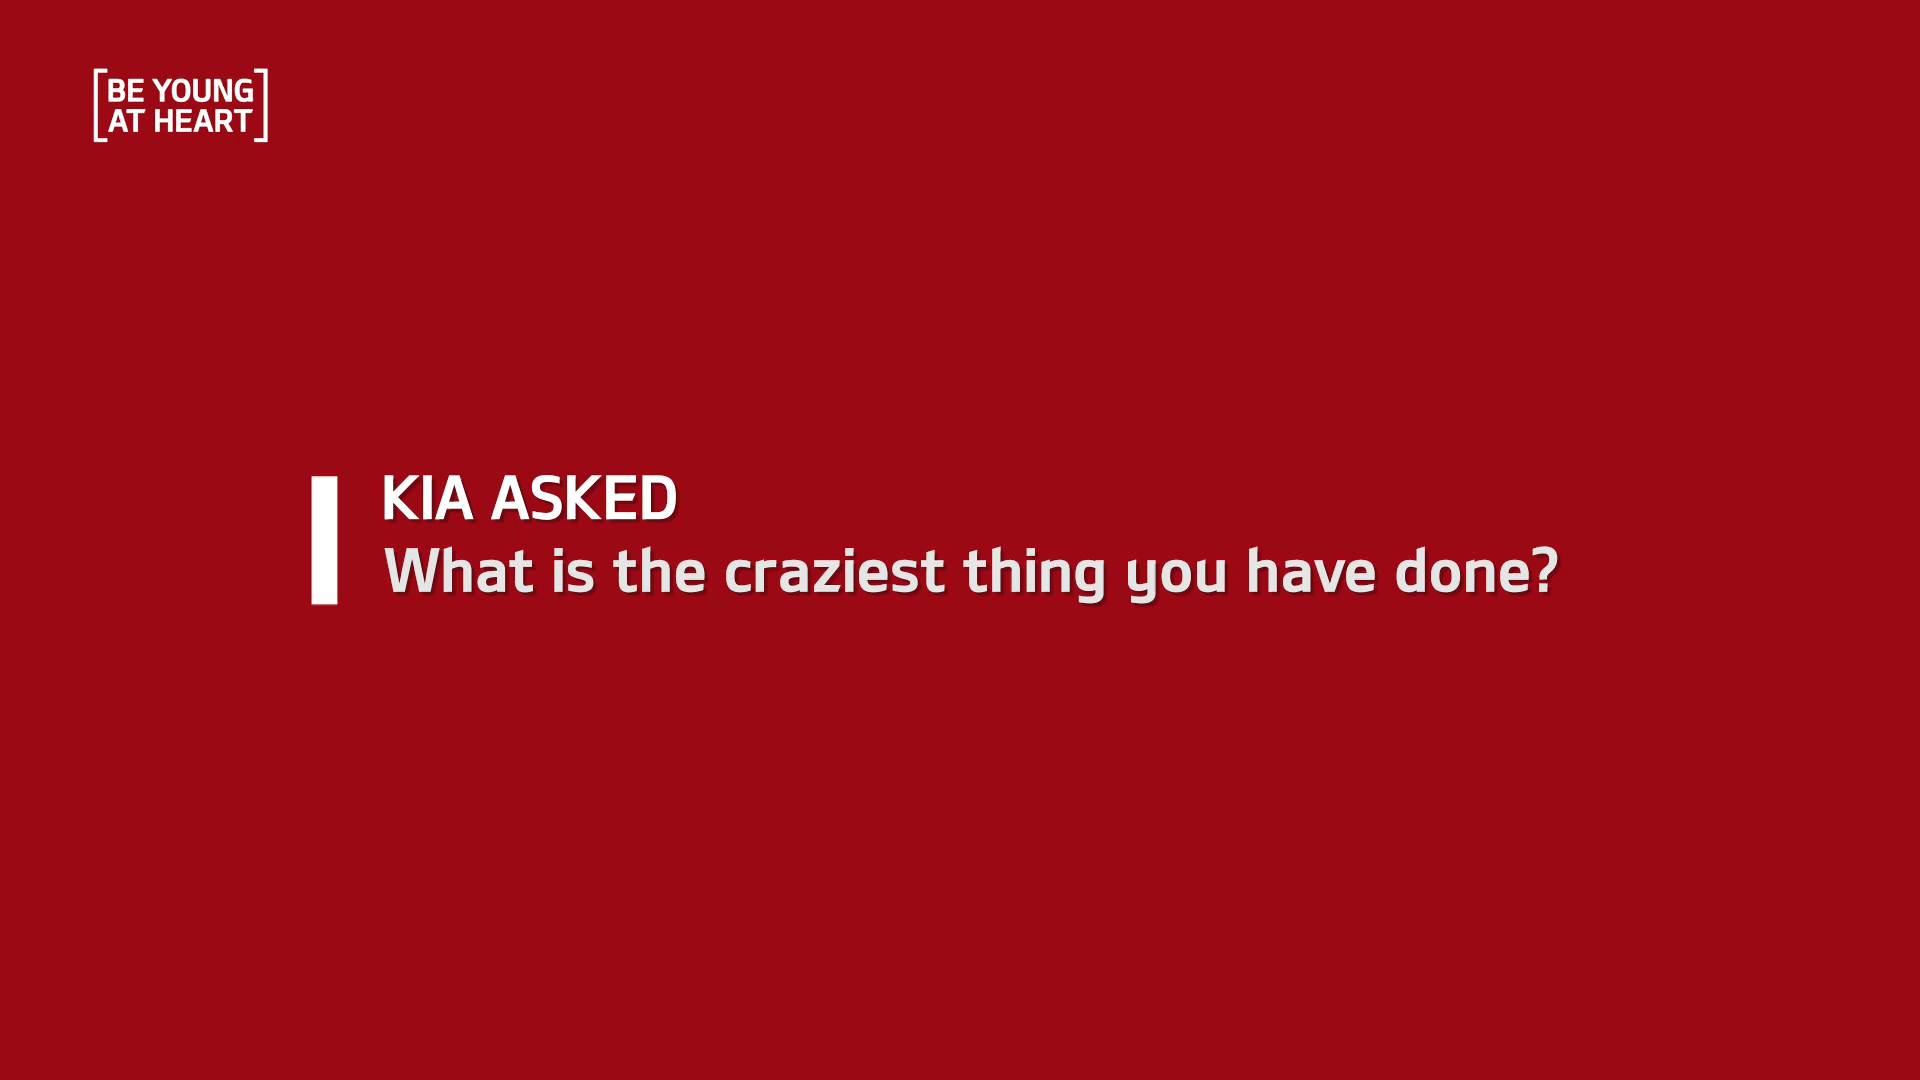 BE YOUNG
AT HEART
KIA ASKED
What is the craziest thing you have done?